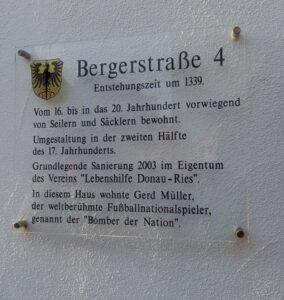 Bergerstraße 4
Entstehungszeit um 1339.
Vom 16. bis in das 20. Jahrhundert vorwiegend
von Seilern und Säcklern bewohnt.
Umgestaltung in der zweiten Hälfte
des 17. Jahrhunderts.
Grundlegende Sanierung 2003 im Eigentum
des Vereins "Lebenshilfe Donau-Ries".
In diesem Haus wohnte Gerd Müller,
der weltberühmte Fußballnationalspieler,
genannt der "Bomber der Nation".